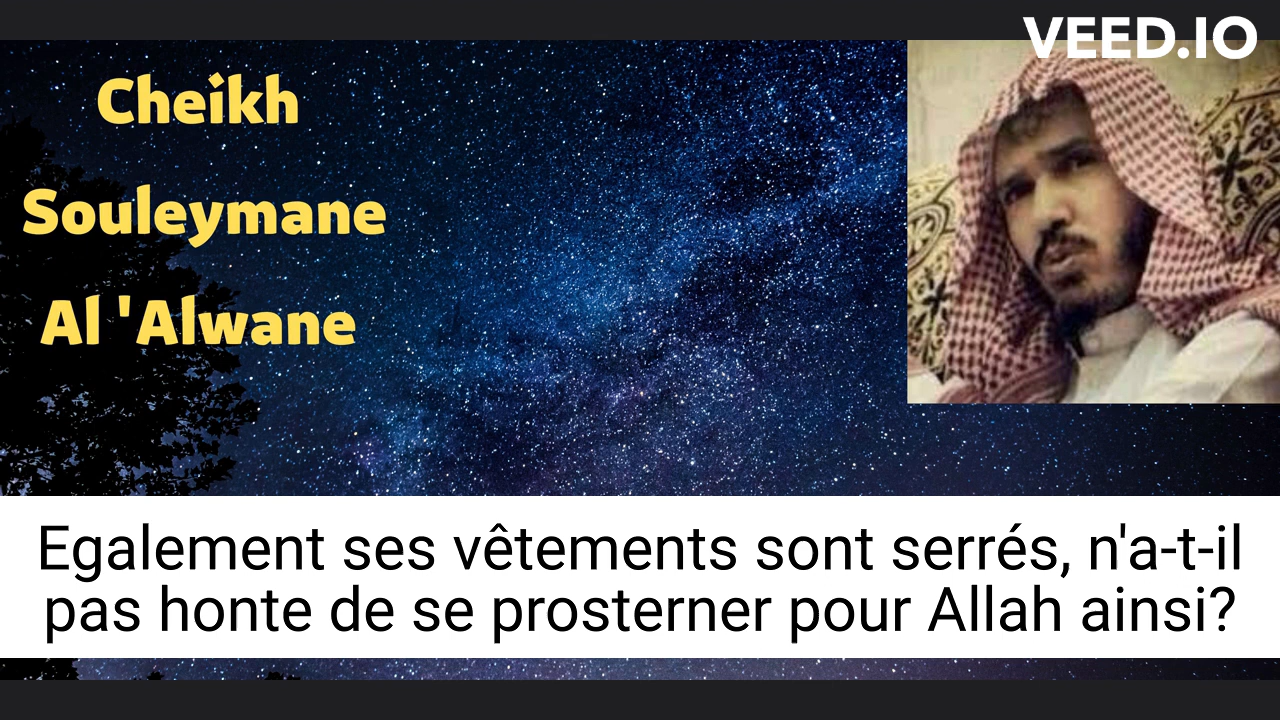 VEED.IO
Cheikh
Souleymane
Al 'Alwane
Egalement ses vêtements sont serrés, n'a-t-il
pas honte de se prosterner pour Allah ainsi?